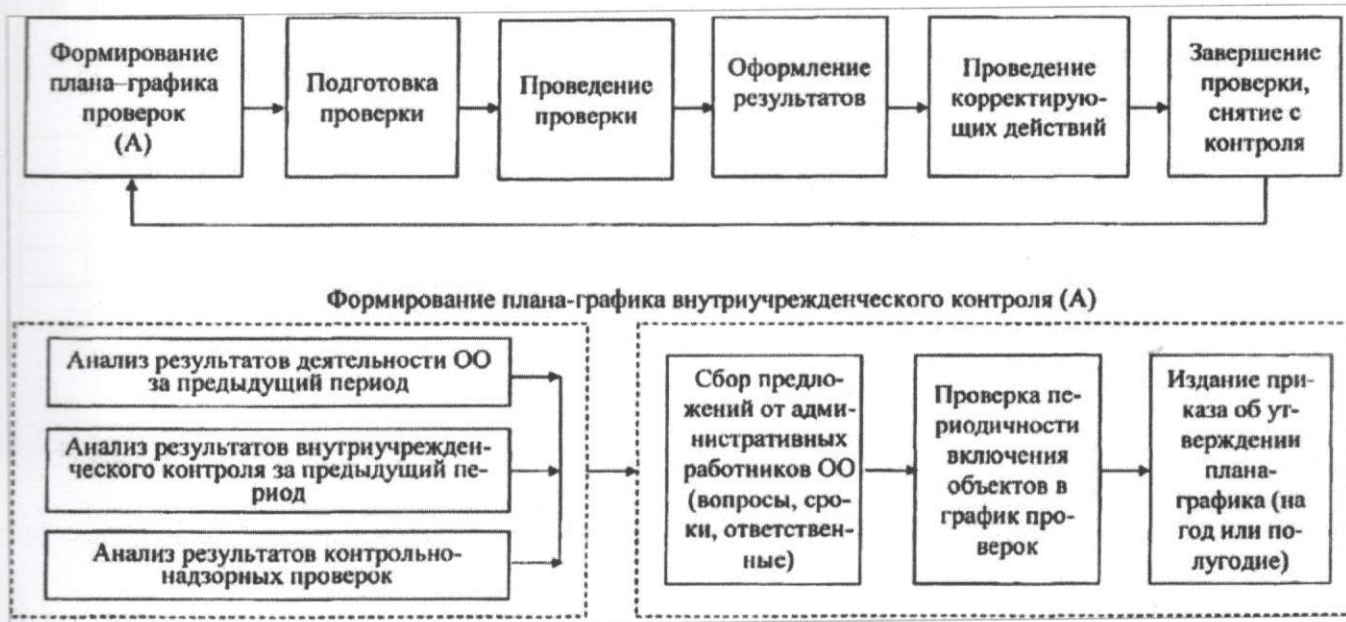 Формирование
плана–графика
проверок
(А)
Подготовка
проверки
Проведение
проверки
Оформление
результатов
Проведение
корректирую-
щих действий
Завершение
проверки,
снятие с
контроля
Формирование плана-графика внутриучрежденческого контроля (А)
Анализ результатов деятельности ОО
за предыдущий период
Анализ результатов внутриучрежден-
ческого контроля за предыдущий пе-
риод
Анализ результатов контрольно-
надзорных проверок
Сбор предло-
жений от адми-
нистративных
работников ОО
(вопросы, сро-
ки, ответствен-
ные)
Проверка пе-
риодичности
включения
объектов в
график про-
верок
Издание при-
каза об ут-
верждении
плана-
графика (на
год или по-
лугодие)